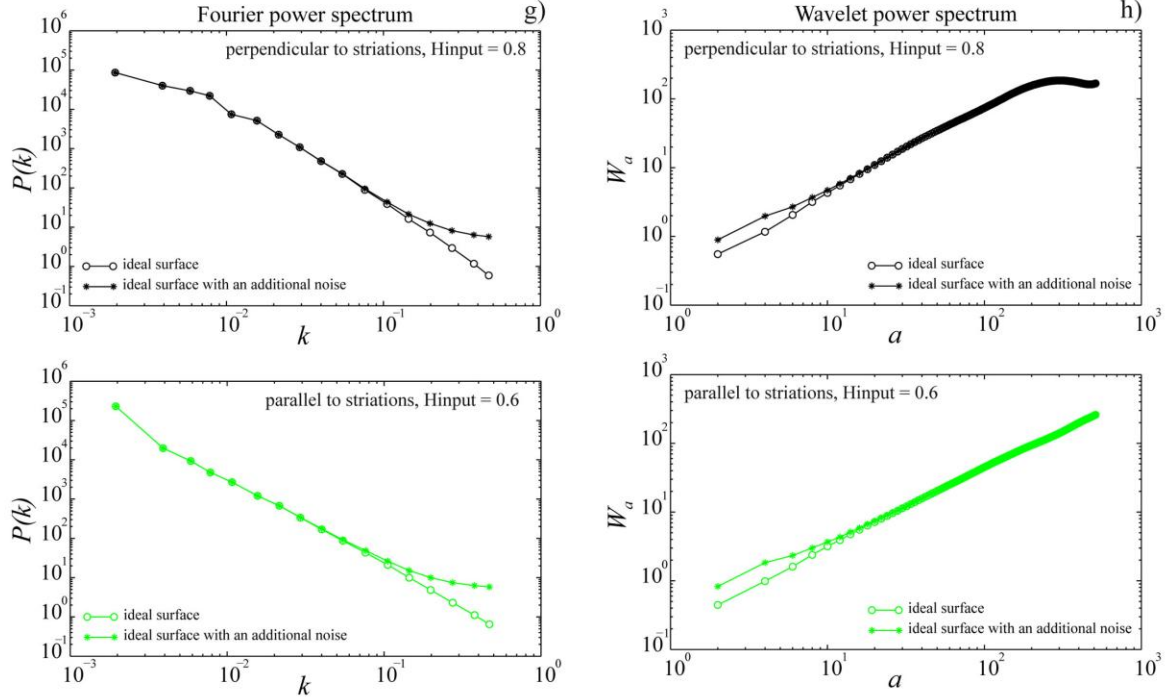 Fourier power spectrum
g)
10^6
10^5
10^4
10^3
10^2
10^1
10^0
10^-1
P(k)
perpendicular to striations, Hinput = 0.8
ideal surface
ideal surface with an additional noise
10^-3
10^-2
10^-1
10^0
k
Wavelet power spectrum
h)
10^3
10^2
10^1
10^0
10^-1
W_a
perpendicular to striations, Hinput = 0.8
ideal surface
ideal surface with an additional noise
10^0
10^1
10^2
10^3
a
10^6
10^5
10^4
10^3
10^2
10^1
10^0
10^-1
P(k)
parallel to striations, Hinput = 0.6
ideal surface
ideal surface with an additional noise
10^-3
10^-2
10^-1
10^0
k
10^3
10^2
10^1
10^0
10^-1
W_a
parallel to striations, Hinput = 0.6
ideal surface
ideal surface with an additional noise
10^0
10^1
10^2
10^3
a